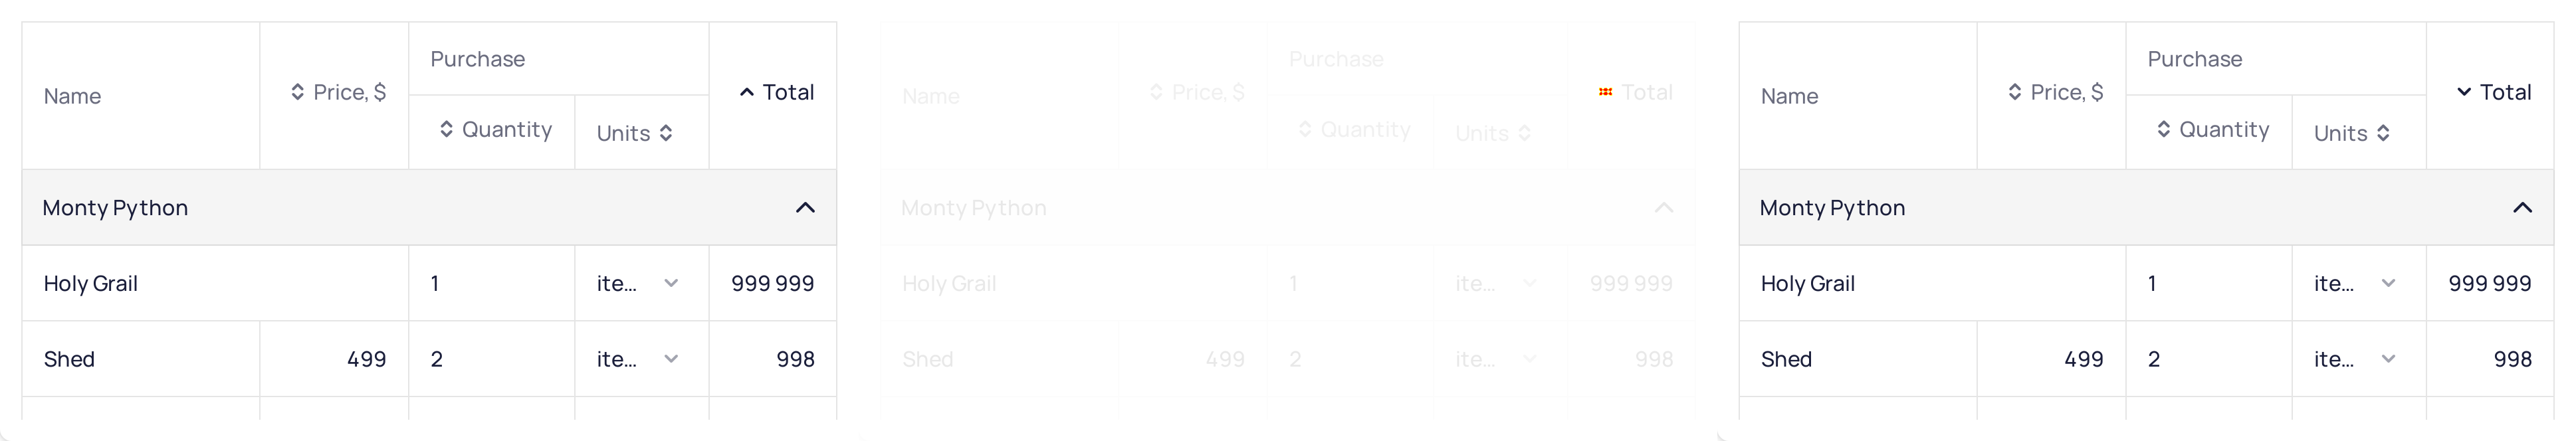 Name
Price, $
Purchase
Quantity
Units
Total
Monty Python
Holy Grail
1
ite...
999 999
Shed
499
2
ite...
998
Name
Price, $
Purchase
Quantity
Units
Total
Monty Python
Holy Grail
1
ite...
999 999
Shed
499
2
ite...
998
Name
Price, $
Purchase
Quantity
Units
Total
Monty Python
Holy Grail
1
ite...
999 999
Shed
499
2
ite...
998